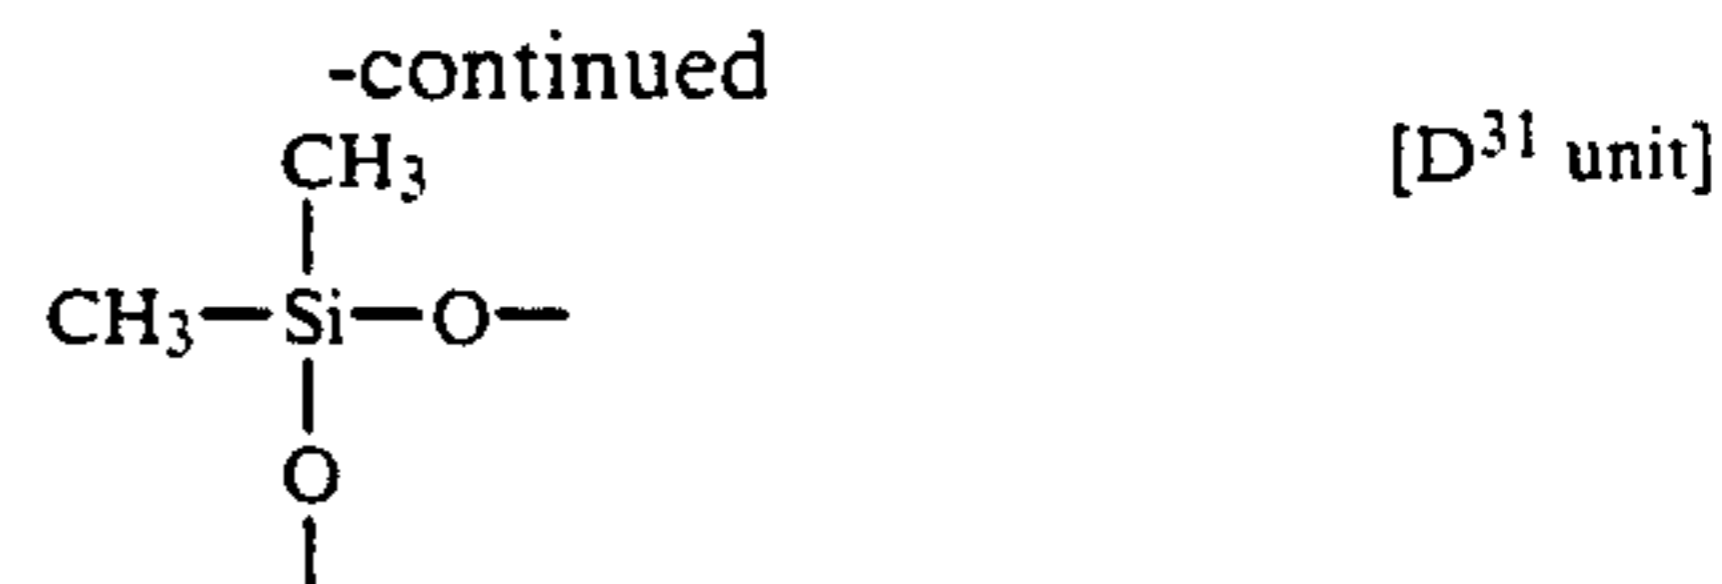 -continued
CH₃ [D³¹ unit]
CH₃—Si—O—
O